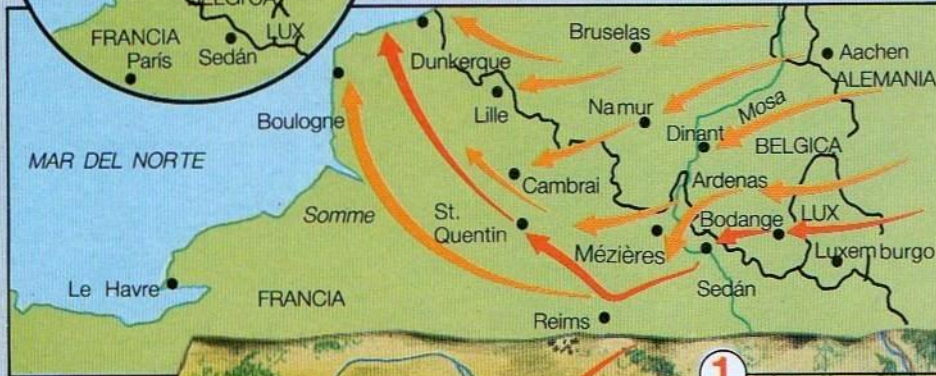 BELGICA
FRANCIA
LUX
París
Sedán
Bruselas
Aachen
Dunkerque
ALEMANIA
Lille
Namur
Mosa
Boulogne
Dinant
BELGICA
MAR DEL NORTE
Cambrai
Ardenas
Somme
St.
Quentin
Bodange
LUX
Mézières
Luxemburgo
Le Havre
FRANCIA
Sedán
Reims
1